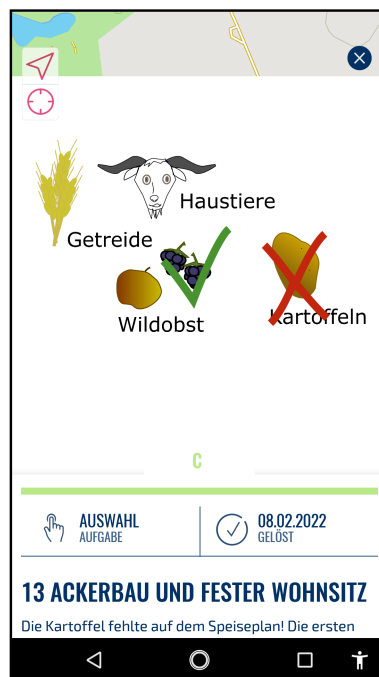 Haustiere
Getreide
Wildobst
Kartoffeln
C
AUSWAHL
AUFGABE
08.02.2022
GELÖST
13 ACKERBAU UND FESTER WOHNSITZ
Die Kartoffel fehlte auf dem Speiseplan! Die ersten